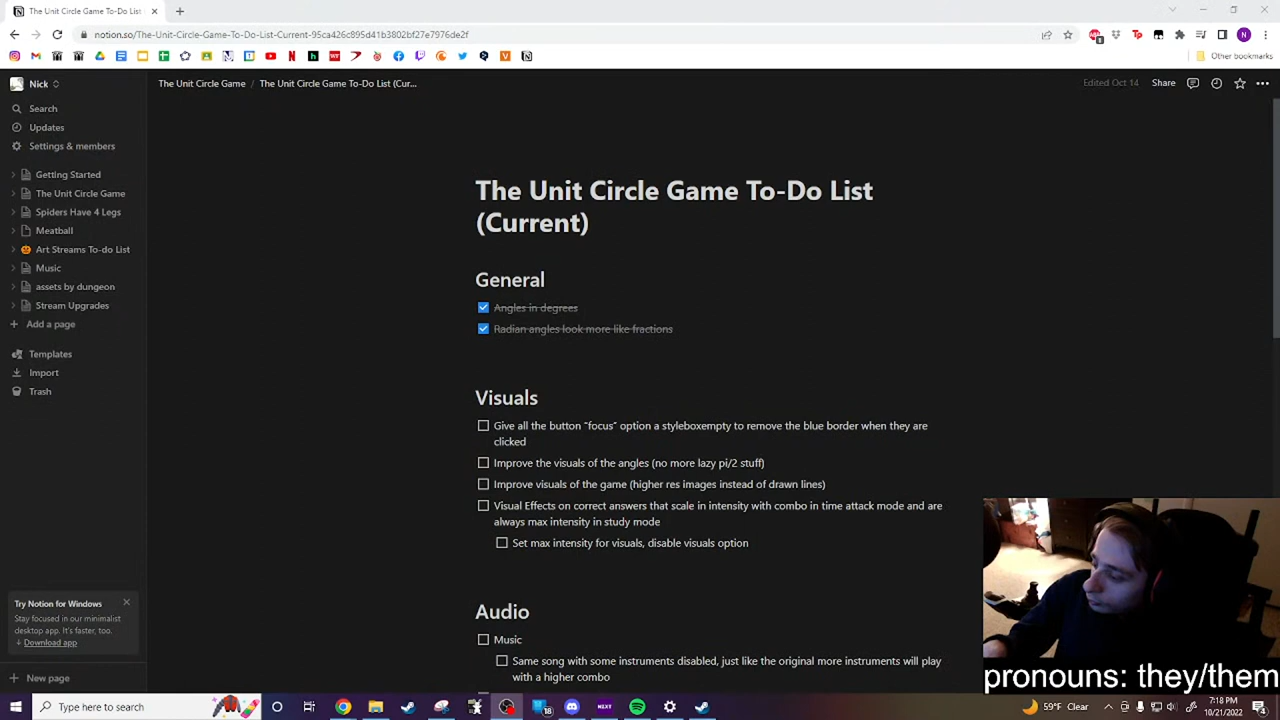 The Unit Circle Game To-Do List
notion.so/The-Unit-Circle-Game-To-Do-List-Current-95ca426c895d41b3802bf27e7976de2f
Other bookmarks
Nick
The Unit Circle Game / The Unit Circle Game To-Do List (Cur...
Edited Oct 14
Share
Search
Updates
Settings & members
Getting Started
The Unit Circle Game
Spiders Have 4 Legs
Meatball
Art Streams To-do List
Music
assets by dungeon
Stream Upgrades
Add a page
Templates
Import
Trash
Try Notion for Windows
Stay focused in our minimalist
desktop app. It's faster, too.
Download app
New page
The Unit Circle Game To-Do List
(Current)
General
Angles in degrees
Radian angles look more like fractions
Visuals
Give all the button "focus" option a styleboxempty to remove the blue border when they are
clicked
Improve the visuals of the angles (no more lazy pi/2 stuff)
Improve visuals of the game (higher res images instead of drawn lines)
Visual Effects on correct answers that scale in intensity with combo in time attack mode and are
always max intensity in study mode
Set max intensity for visuals, disable visuals option
Audio
Music
Same song with some instruments disabled, just like the original more instruments will play
with a higher combo
pronouns: they/them
Type here to search
59°F Clear
7:18 PM
10/21/2022